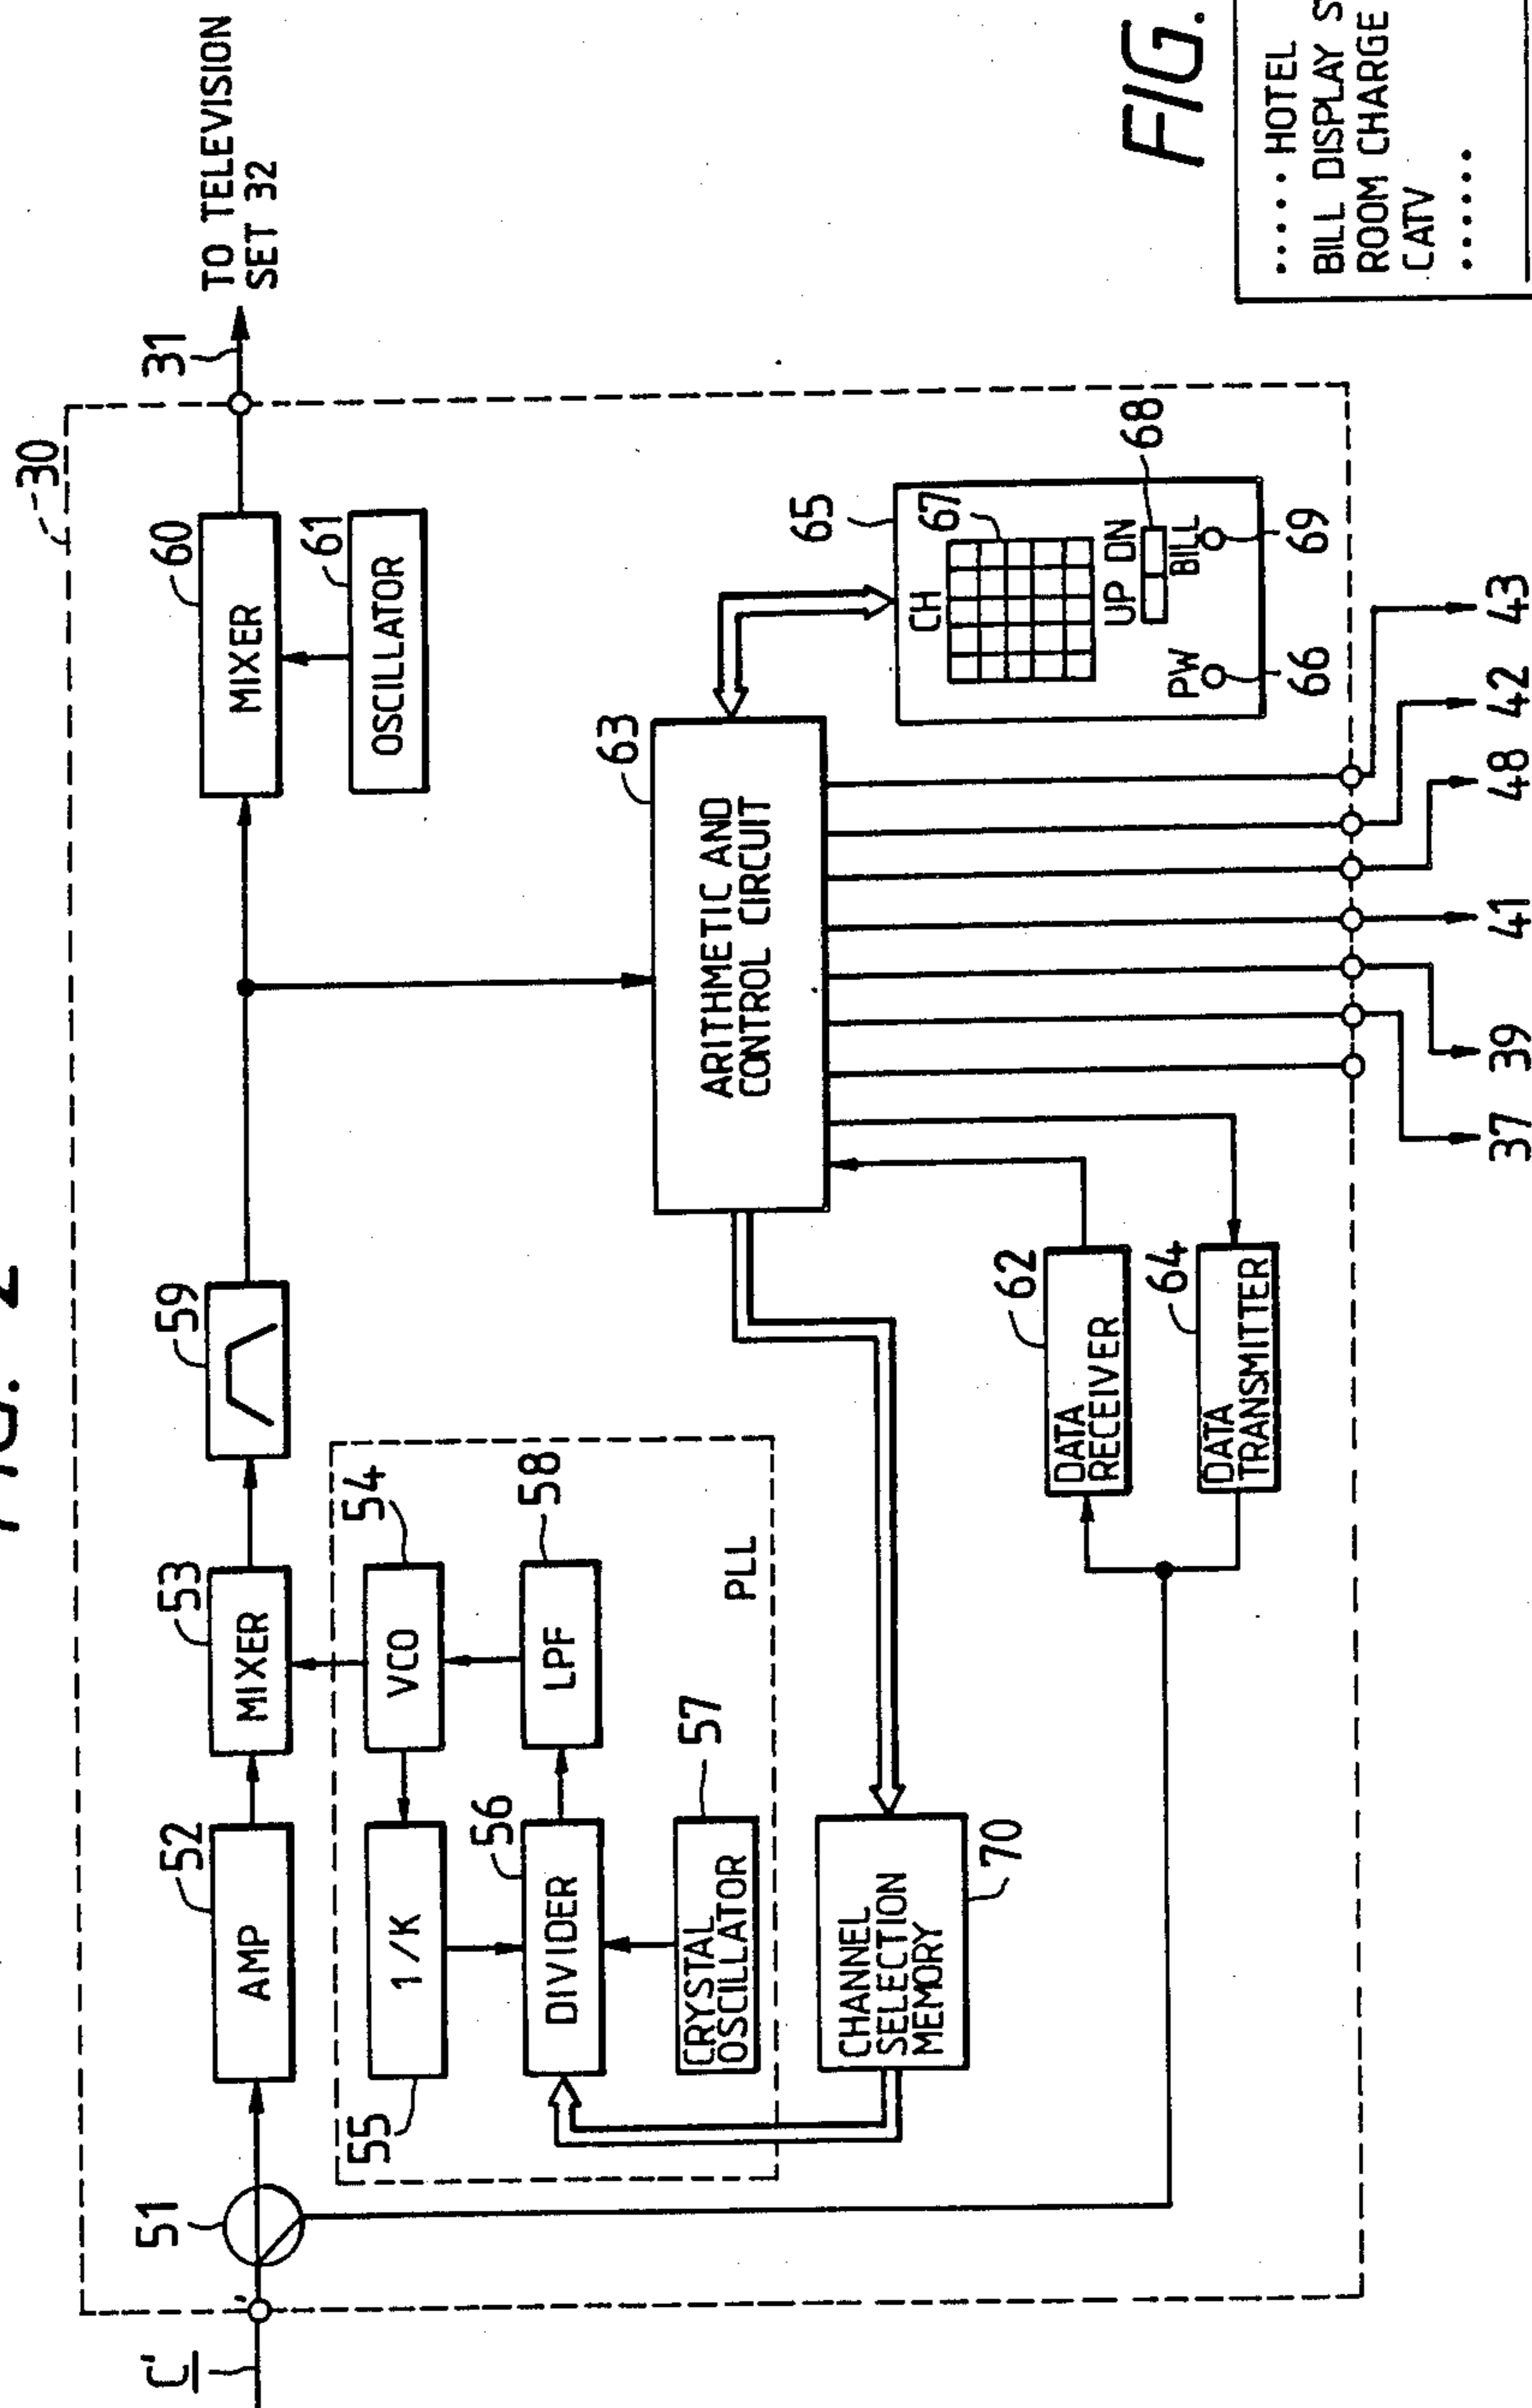 FIG. 2
30
31
TO TELEVISION
SET 32
C'
51
52
AMP
53
MIXER
59
60
MIXER
61
OSCILLATOR
54
VCO
55
1/K
56
DIVIDER
58
LPF
57
CRYSTAL
OSCILLATOR
PLL
63
ARITHMETIC AND
CONTROL CIRCUIT
65
CH
67
UP ON
68
BILL
69
PW
66
CHANNEL
SELECTION
MEMORY
70
62
DATA
RECEIVER
64
DATA
TRANSMITTER
37
39
41
48
42
43
FIG.
..... HOTEL
BILL DISPLAY
ROOM CHARGE
CATV
......